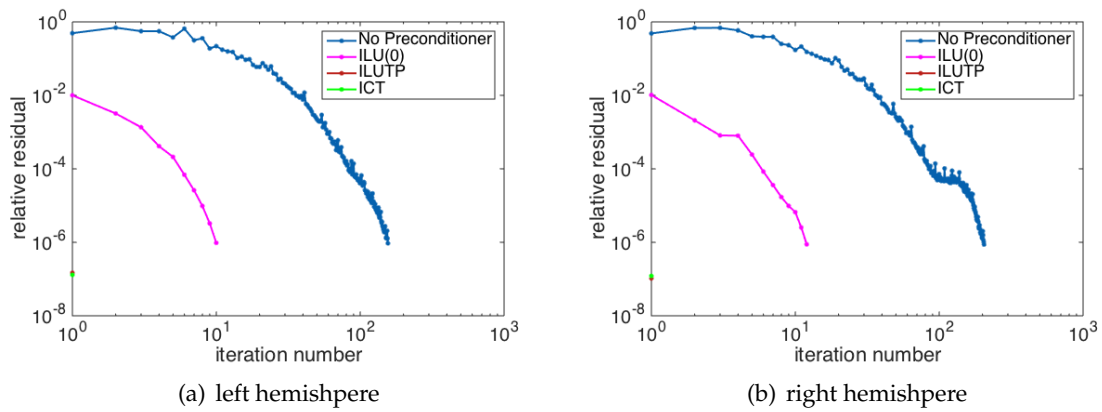 10^0
10^-2
10^-4
10^-6
10^-8
relative residual
10^0
10^1
10^2
10^3
iteration number
No Preconditioner
ILU(0)
ILUTP
ICT
(a) left hemishpere
10^0
10^-2
10^-4
10^-6
10^-8
relative residual
10^0
10^1
10^2
10^3
iteration number
No Preconditioner
ILU(0)
ILUTP
ICT
(b) right hemishpere